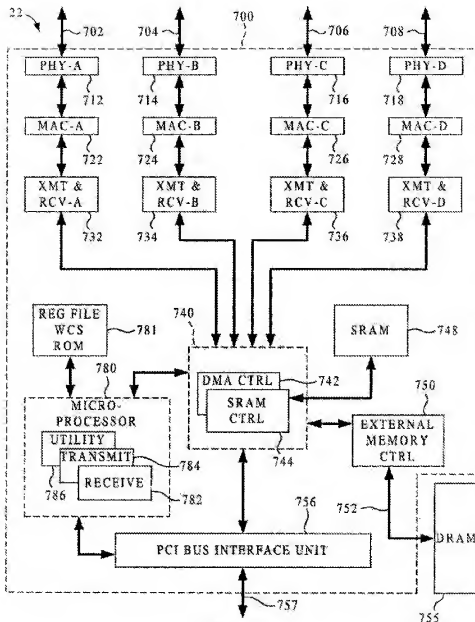 22
700
702
704
706
708
PHY-A
PHY-B
PHY-C
PHY-D
712
714
716
718
MAC-A
MAC-B
MAC-C
MAC-D
722
724
726
728
XMT &
RCV-A
XMT &
RCV-B
XMT &
RCV-C
XMT &
RCV-D
732
734
736
738
REG FILE
WCS
ROM
781
740
SRAM
748
780
DMA CTRL
742
SRAM
CTRL
744
750
EXTERNAL
MEMORY
CTRL
MICRO-
PROCESSOR
UTILITY
TRANSMIT
784
RECEIVE
786
782
752
756
PCI BUS INTERFACE UNIT
DRAM
757
755